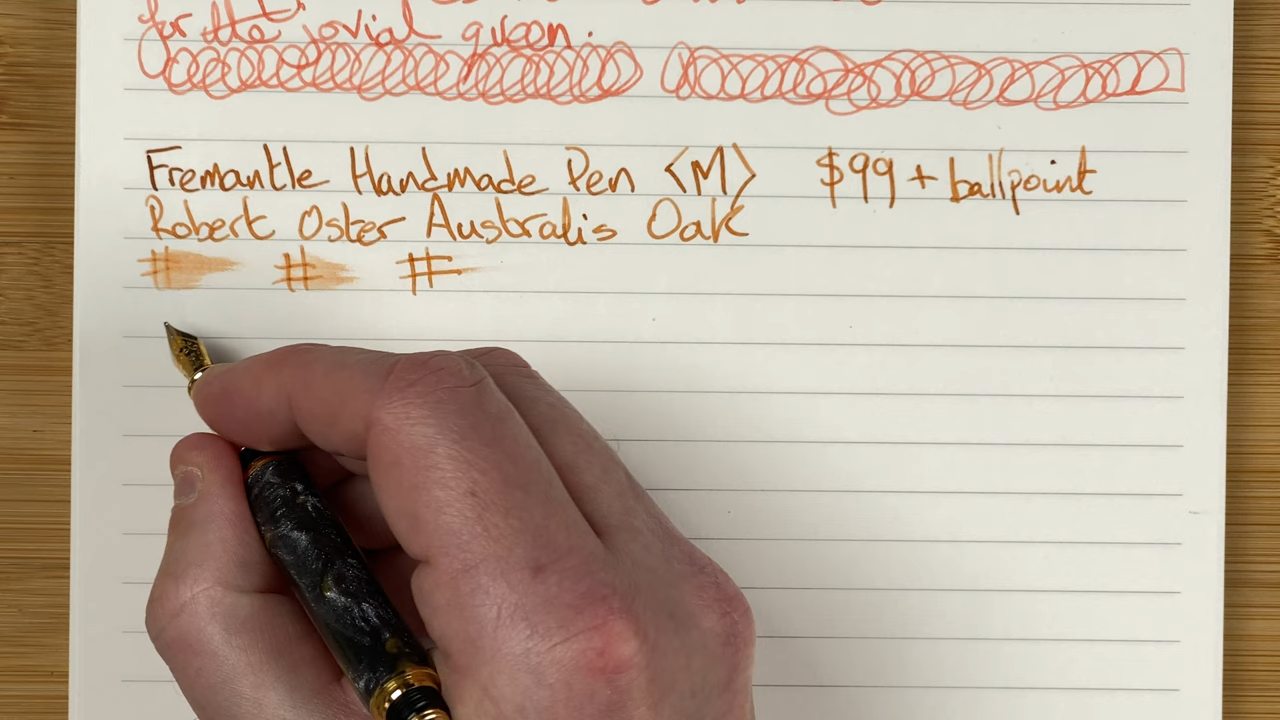 for the jovial queen.
Fremantle Handmade Pen <M> $99 + ballpoint
Robert Oster Australis Oak
# # #